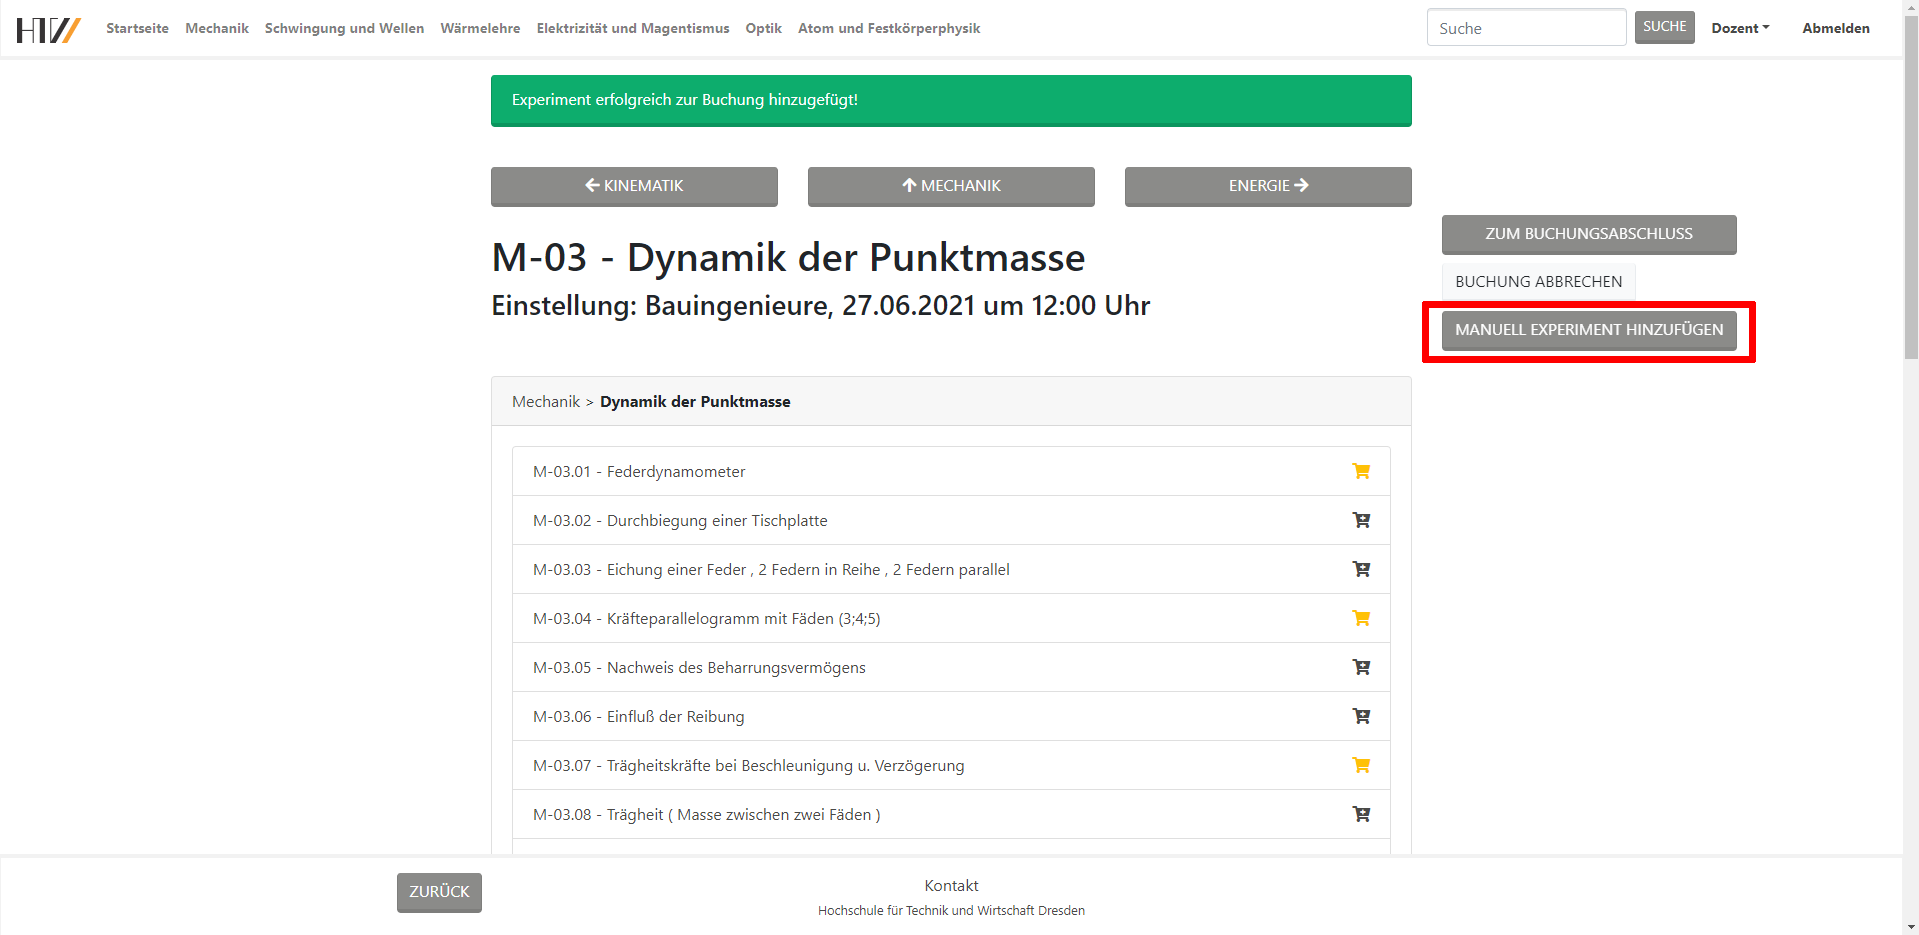 HTW Startseite Mechanik Schwingung und Wellen Wärmelehre Elektrizität und Magentismus Optik Atom und Festkörperphysik Suche SUCHE Dozent Abmelden
Experiment erfolgreich zur Buchung hinzugefügt!
KINEMATIK MECHANIK ENERGIE
ZUM BUCHUNGSABSCHLUSS
M-03 - Dynamik der Punktmasse
BUCHUNG ABBRECHEN
Einstellung: Bauingenieure, 27.06.2021 um 12:00 Uhr
MANUELL EXPERIMENT HINZUFÜGEN
Mechanik > Dynamik der Punktmasse
M-03.01 - Federdynamometer
M-03.02 - Durchbiegung einer Tischplatte
M-03.03 - Eichung einer Feder , 2 Federn in Reihe , 2 Federn parallel
M-03.04 - Kräfteparallelogramm mit Fäden (3;4;5)
M-03.05 - Nachweis des Beharrungsvermögens
M-03.06 - Einfluß der Reibung
M-03.07 - Trägheitskräfte bei Beschleunigung u. Verzögerung
M-03.08 - Trägheit ( Masse zwischen zwei Fäden )
ZURÜCK
Kontakt
Hochschule für Technik und Wirtschaft Dresden